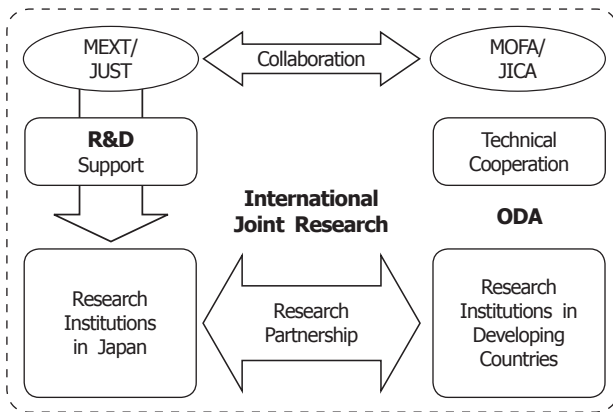 MEXT/
JUST
Collaboration
MOFA/
JICA
R&D
Support
Technical
Cooperation
International
Joint Research
ODA
Research
Institutions
in Japan
Research
Partnership
Research
Institutions in
Developing
Countries